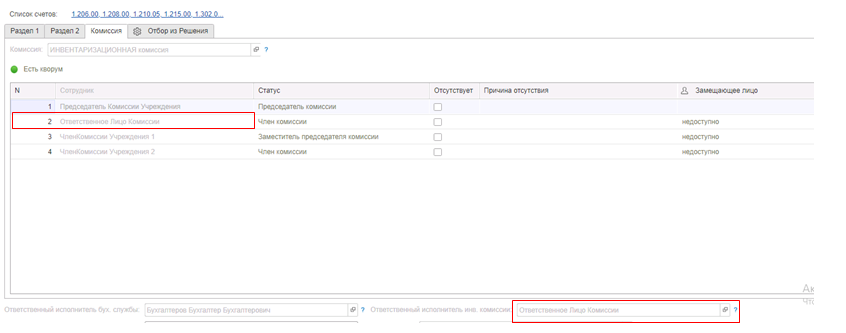 Список счетов: 1.206.00, 1.208.00, 1.210.05, 1.215.00, 1.302.0...
Раздел 1 Раздел 2 Комиссия Отбор из Решения
Комиссия: ИНВЕНТАРИЗАЦИОННАЯ комиссия ?
Есть кворум
N Сотрудник Статус Отсутствует Причина отсутствия Замещающее лицо
1 Председатель Комиссии Учреждения Председатель комиссии
2 Ответственное Лицо Комиссии Член комиссии недоступно
3 ЧленКомиссии Учреждения 1 Заместитель председателя комиссии недоступно
4 ЧленКомиссии Учреждения 2 Член комиссии недоступно
Ответственный исполнитель бух. службы: Бухгалтеров Бухгалтер Бухгалтерович ? Ответственный исполнитель инв. комиссии: Ответственное Лицо Комиссии ?